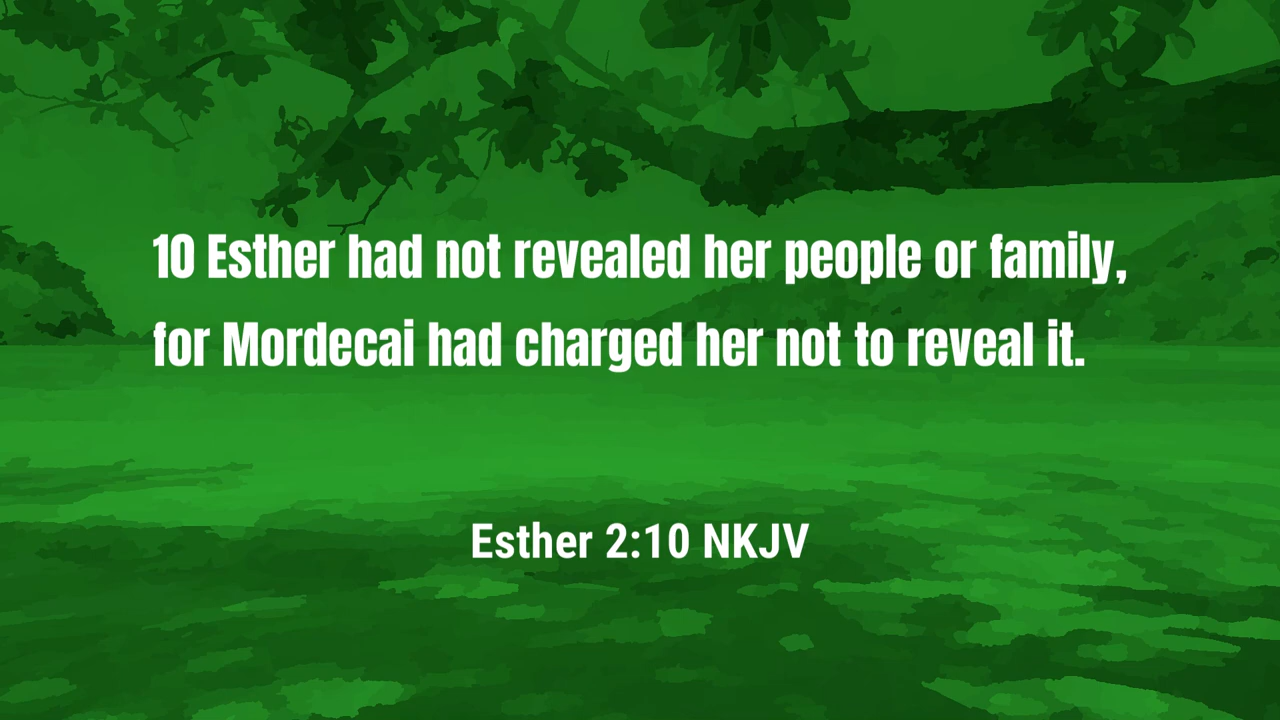 10 Esther had not revealed her people or family,
for Mordecai had charged her not to reveal it.
Esther 2:10 NKJV